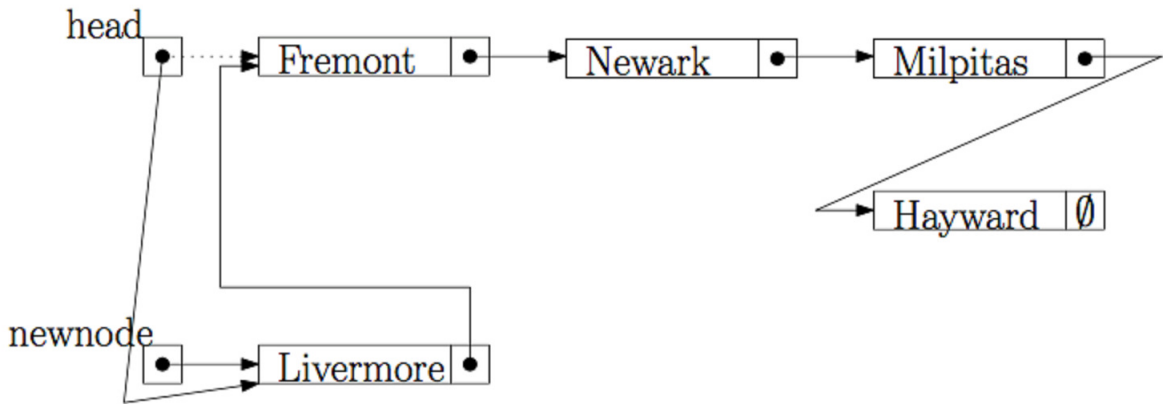 head
Fremont
Newark
Milpitas
Hayward ∅
newnode
Livermore